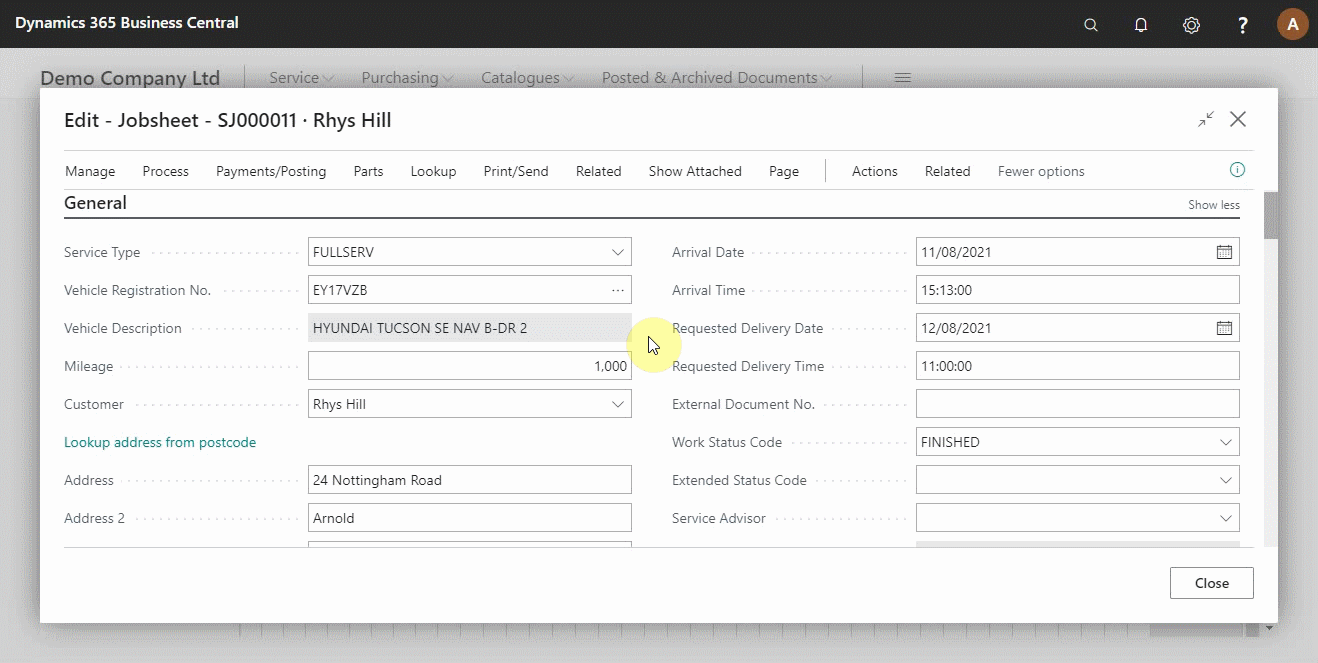 Dynamics 365 Business Central
?
A
Demo Company Ltd
Service
Purchasing
Catalogues
Posted & Archived Documents
Edit - Jobsheet - SJ000011 · Rhys Hill
Manage
Process
Payments/Posting
Parts
Lookup
Print/Send
Related
Show Attached
Page
Actions
Related
Fewer options
General
Show less
Service Type
FULLSERV
Vehicle Registration No.
EY17VZB
Vehicle Description
HYUNDAI TUCSON SE NAV B-DR 2
Mileage
1,000
Customer
Rhys Hill
Lookup address from postcode
Address
24 Nottingham Road
Address 2
Arnold
Arrival Date
11/08/2021
Arrival Time
15:13:00
Requested Delivery Date
12/08/2021
Requested Delivery Time
11:00:00
External Document No.
Work Status Code
FINISHED
Extended Status Code
Service Advisor
Close